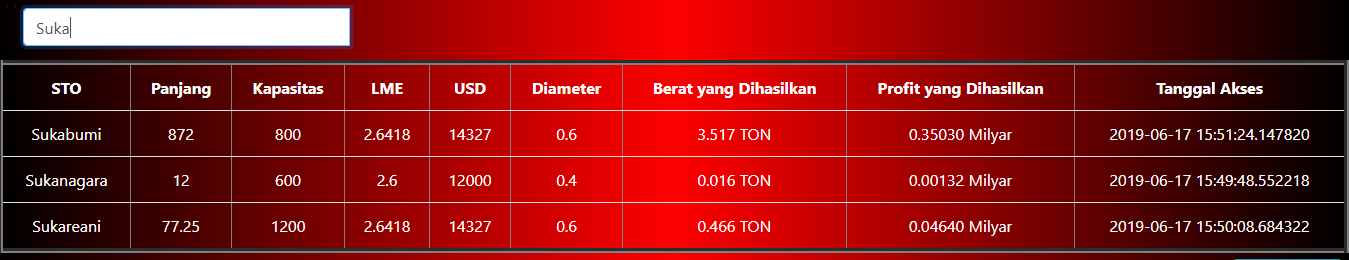 Suka
STO Panjang Kapasitas LME USD Diameter Berat yang Dihasilkan Profit yang Dihasilkan Tanggal Akses
Sukabumi 872 800 2.6418 14327 0.6 3.517 TON 0.35030 Milyar 2019-06-17 15:51:24.147820
Sukanagara 12 600 2.6 12000 0.4 0.016 TON 0.00132 Milyar 2019-06-17 15:49:48.552218
Sukareani 77.25 1200 2.6418 14327 0.6 0.466 TON 0.04640 Milyar 2019-06-17 15:50:08.684322